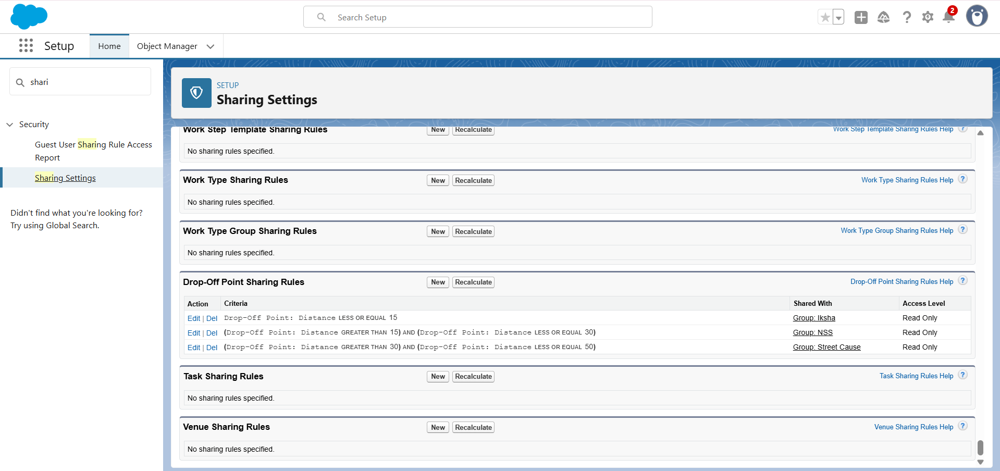 Search Setup
2
Setup
Home
Object Manager
shari
Security
Guest User Sharing Rule Access
Report
Sharing Settings
Didn't find what you're looking for?
Try using Global Search.
SETUP
Sharing Settings
Work Step Template Sharing Rules New Recalculate Work Step Template Sharing Rules Help ?
No sharing rules specified.
Work Type Sharing Rules New Recalculate Work Type Sharing Rules Help ?
No sharing rules specified.
Work Type Group Sharing Rules New Recalculate Work Type Group Sharing Rules Help ?
No sharing rules specified.
Drop-Off Point Sharing Rules New Recalculate Drop-Off Point Sharing Rules Help ?
Action Criteria Shared With Access Level
Edit | Del Drop-Off Point: Distance LESS OR EQUAL 15 Group: Iksha Read Only
Edit | Del (Drop-Off Point: Distance GREATER THAN 15) AND (Drop-Off Point: Distance LESS OR EQUAL 30) Group: NSS Read Only
Edit | Del (Drop-Off Point: Distance GREATER THAN 30) AND (Drop-Off Point: Distance LESS OR EQUAL 50) Group: Street Cause Read Only
Task Sharing Rules New Recalculate Task Sharing Rules Help ?
No sharing rules specified.
Venue Sharing Rules New Recalculate Venue Sharing Rules Help ?
No sharing rules specified.